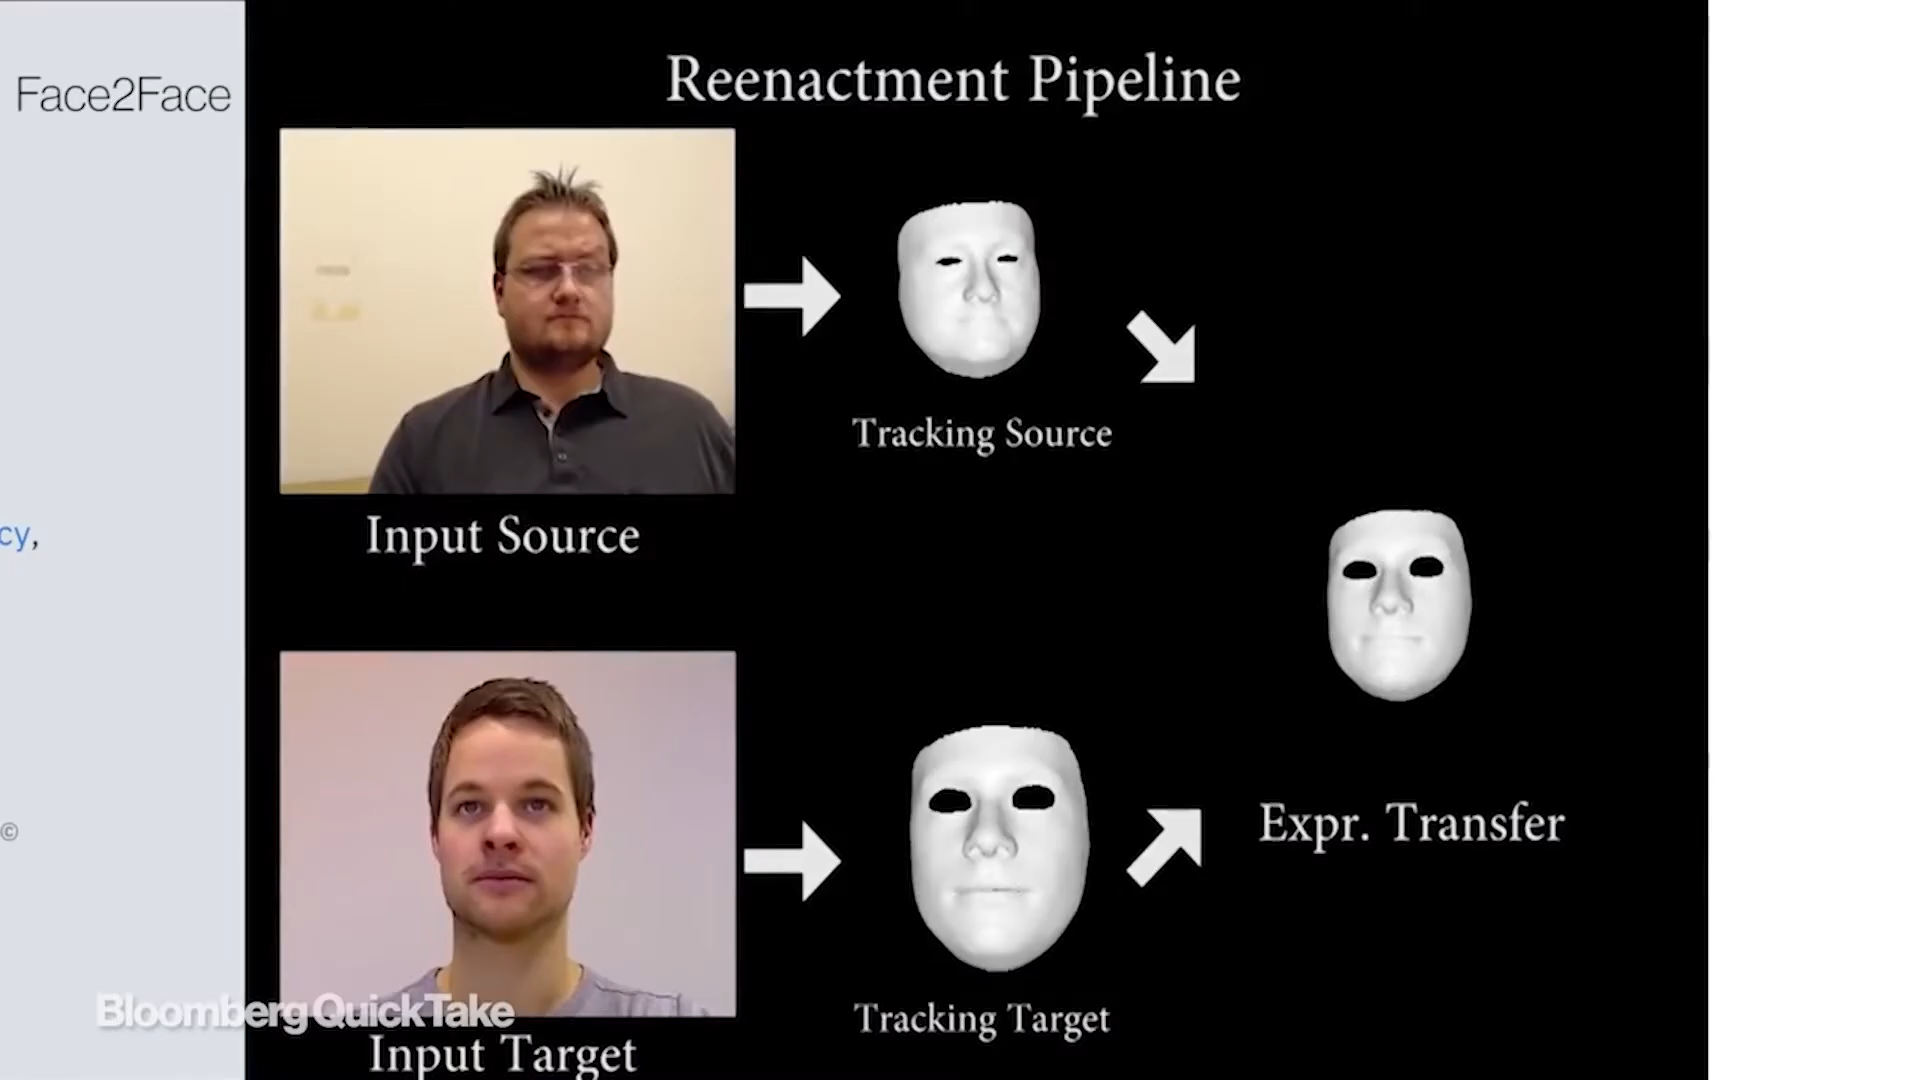 Face2Face
Reenactment Pipeline
Tracking Source
Input Source
cy,
Expr. Transfer
©
Tracking Target
Bloomberg QuickTake
Input Target